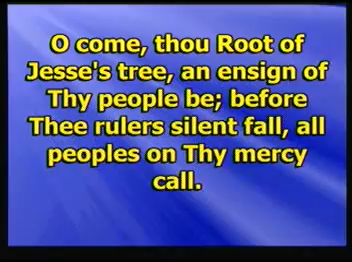 O come, thou Root of
Jesse's tree, an ensign of
Thy people be; before
Thee rulers silent fall, all
peoples on Thy mercy
call.